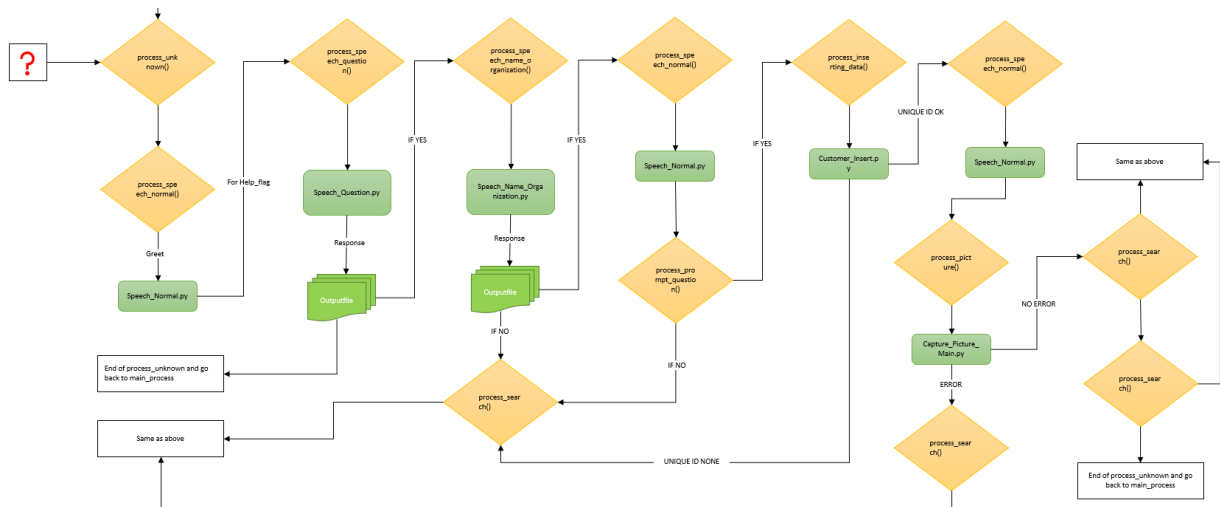 ?
process_unk
nown()
process_spe
ech_normal()
Greet
Speech_Normal.py
For Help_flag
process_spe
ech_questio
n()
Speech_Question.py
Response
Outputfile
End of process_unknown and go
back to main_process
Same as above
IF YES
process_spe
ech_name_o
rganization()
Speech_Name_Orga
nization.py
Response
Outputfile
IF NO
process_sear
ch()
IF YES
process_spe
ech_normal()
Speech_Normal.py
process_pro
mpt_questio
n()
IF NO
IF YES
process_inse
rting_data()
Customer_Insert.p
y
UNIQUE ID NONE
UNIQUE ID OK
process_spe
ech_normal()
Speech_Normal.py
process_pict
ure()
Capture_Picture_
Main.py
ERROR
process_sear
ch()
NO ERROR
Same as above
process_sear
ch()
process_sear
ch()
End of process_unknown and go
back to main_process